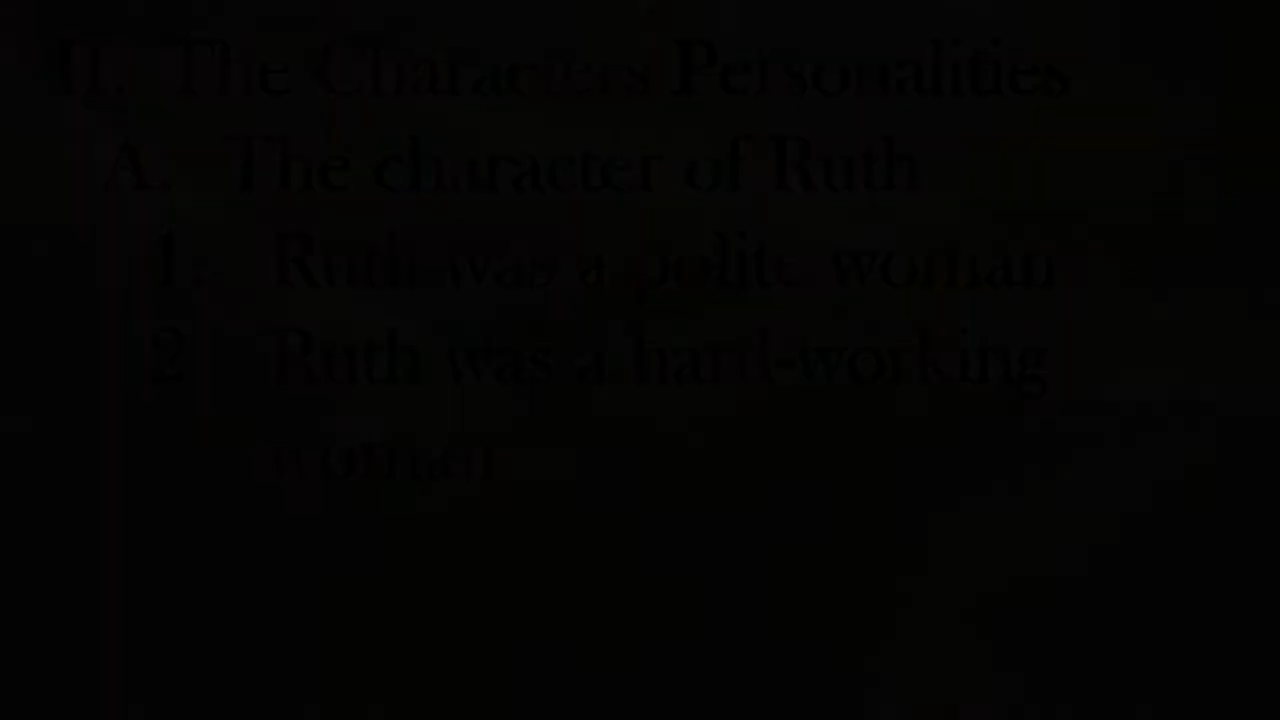 II. The Characters Personalities
A. The character of Ruth
1. Ruth was a polite woman
2. Ruth was a hard-working
woman